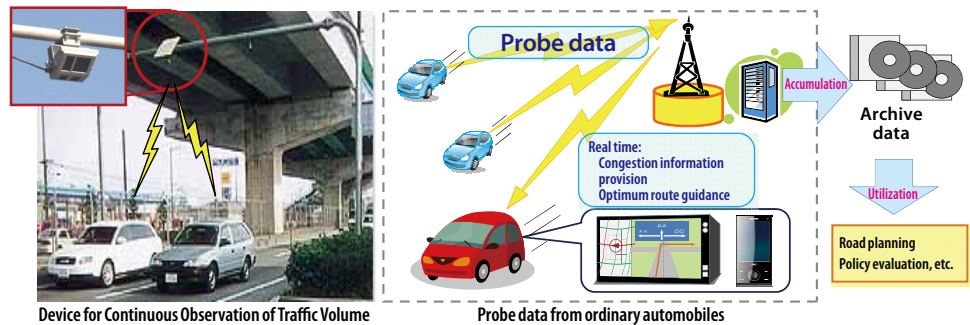 Probe data
Accumulation
Archive
data
Real time:
Congestion information
provision
Optimum route guidance
Utilization
Road planning
Policy evaluation, etc.
Device for Continuous Observation of Traffic Volume
Probe data from ordinary automobiles